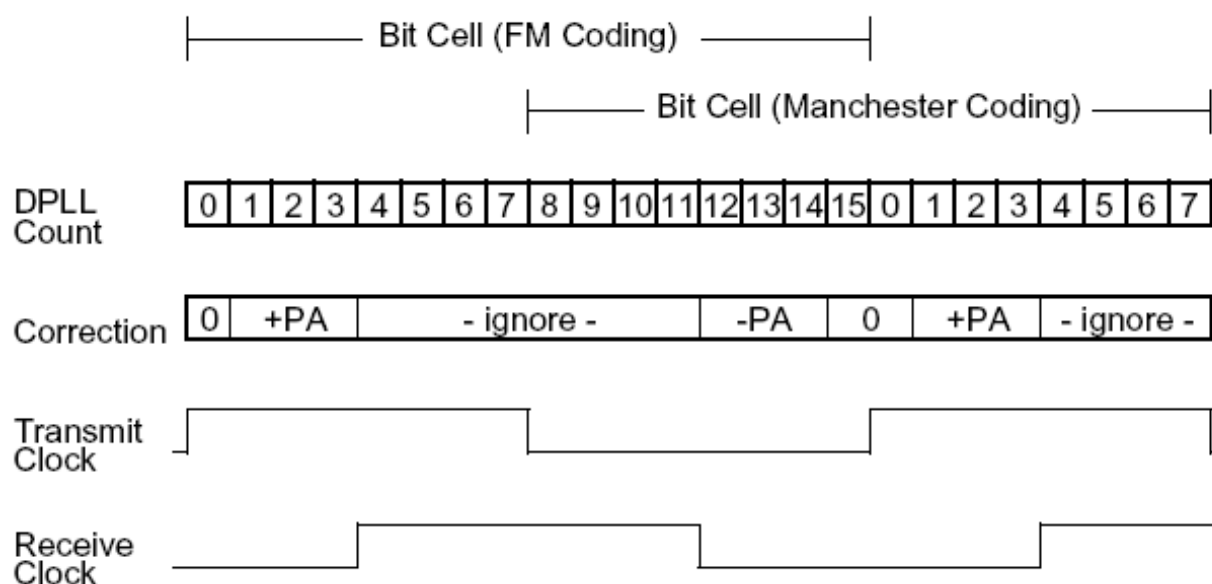 Bit Cell (FM Coding)
Bit Cell (Manchester Coding)
DPLL
Count
0 1 2 3 4 5 6 7 8 9 10 11 12 13 14 15 0 1 2 3 4 5 6 7
Correction
0 +PA - ignore - -PA 0 +PA - ignore -
Transmit
Clock
Receive
Clock